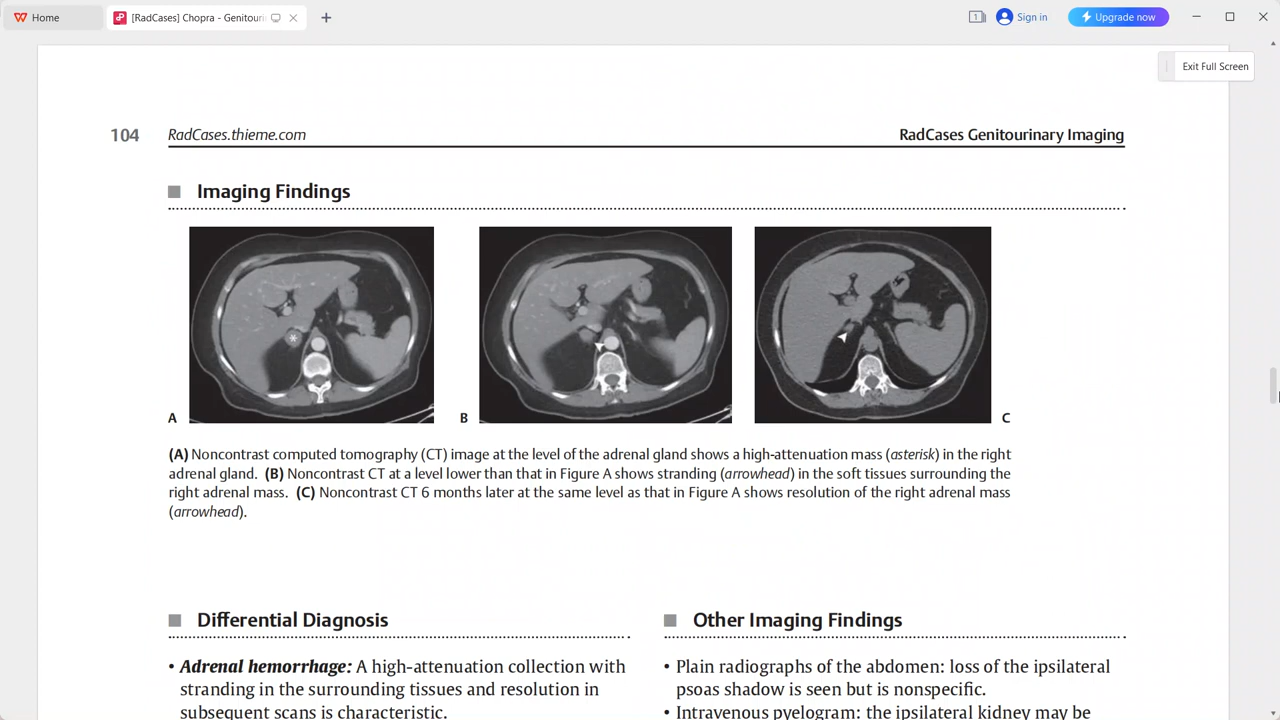 Home
[RadCases] Chopra - Genitouri
1
Sign in
Upgrade now
Exit Full Screen
104
RadCases.thieme.com
RadCases Genitourinary Imaging
Imaging Findings
A
B
C
(A) Noncontrast computed tomography (CT) image at the level of the adrenal gland shows a high-attenuation mass (asterisk) in the right
adrenal gland. (B) Noncontrast CT at a level lower than that in Figure A shows stranding (arrowhead) in the soft tissues surrounding the
right adrenal mass. (C) Noncontrast CT 6 months later at the same level as that in Figure A shows resolution of the right adrenal mass
(arrowhead).
Differential Diagnosis
• Adrenal hemorrhage: A high-attenuation collection with
stranding in the surrounding tissues and resolution in
subsequent scans is characteristic.
Other Imaging Findings
• Plain radiographs of the abdomen: loss of the ipsilateral
psoas shadow is seen but is nonspecific.
• Intravenous pyelogram: the ipsilateral kidney may be